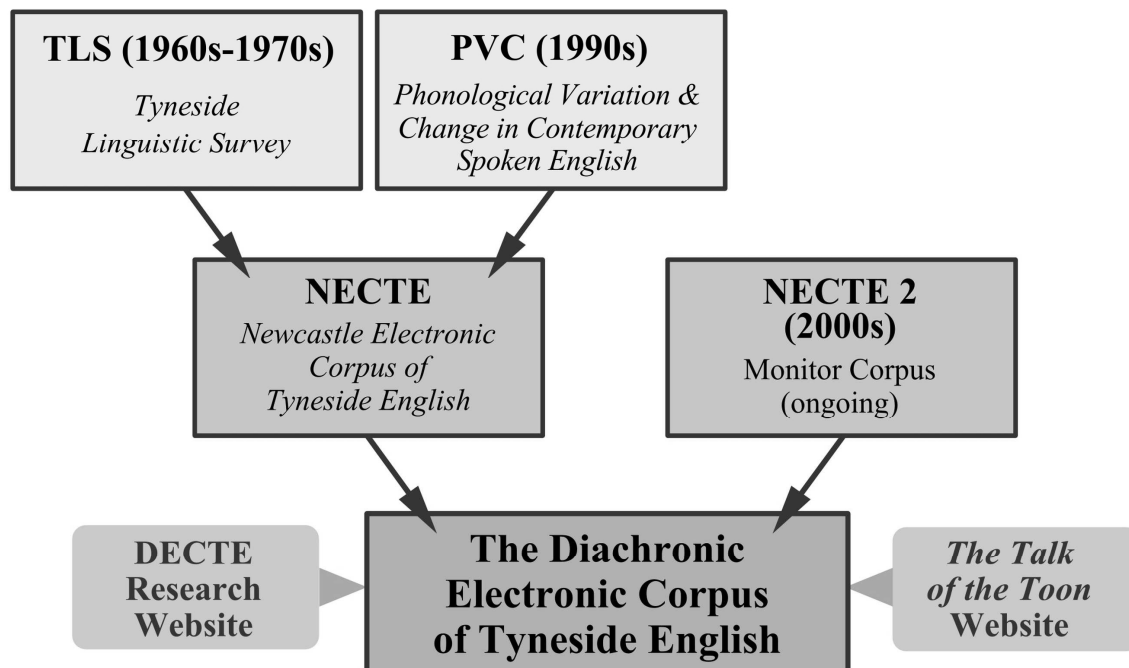 TLS (1960s-1970s)
Tyneside
Linguistic Survey
PVC (1990s)
Phonological Variation &
Change in Contemporary
Spoken English
NECTE
Newcastle Electronic
Corpus of
Tyneside English
NECTE 2
(2000s)
Monitor Corpus
(ongoing)
DECTE
Research
Website
The Diachronic
Electronic Corpus
of Tyneside English
The Talk
of the Toon
Website